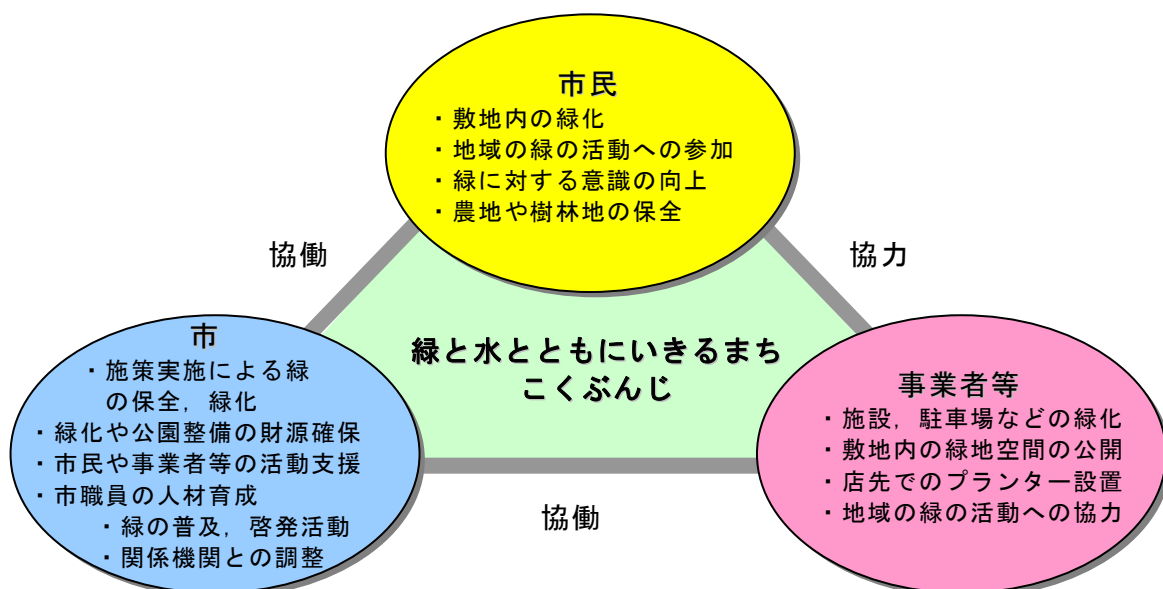 市民
・敷地内の緑化
・地域の緑の活動への参加
・緑に対する意識の向上
・農地や樹林地の保全
協働
協力
緑と水とともにいきるまち
こくぶんじ
市
・施策実施による緑
の保全，緑化
・緑化や公園整備の財源確保
・市民や事業者等の活動支援
・市職員の人材育成
・緑の普及，啓発活動
・関係機関との調整
事業者等
・施設，駐車場などの緑化
・敷地内の緑地空間の公開
・店先でのプランター設置
・地域の緑の活動への協力
協働